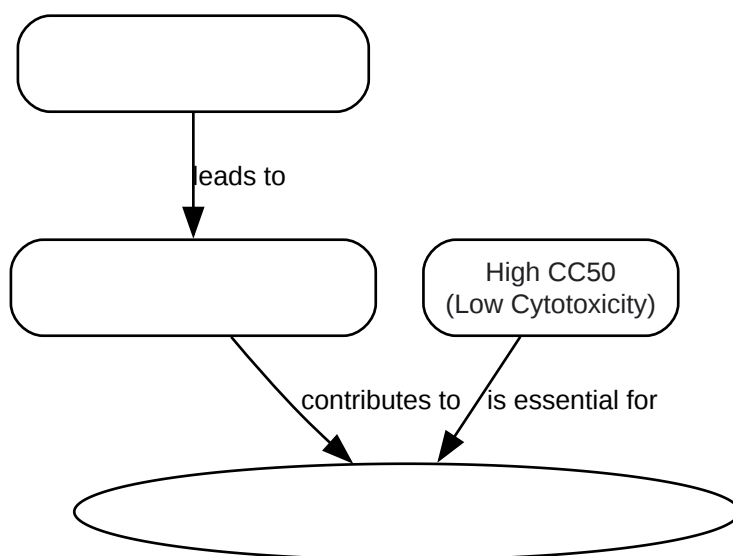 leads to
High CC50
(Low Cytotoxicity)
contributes to
is essential for